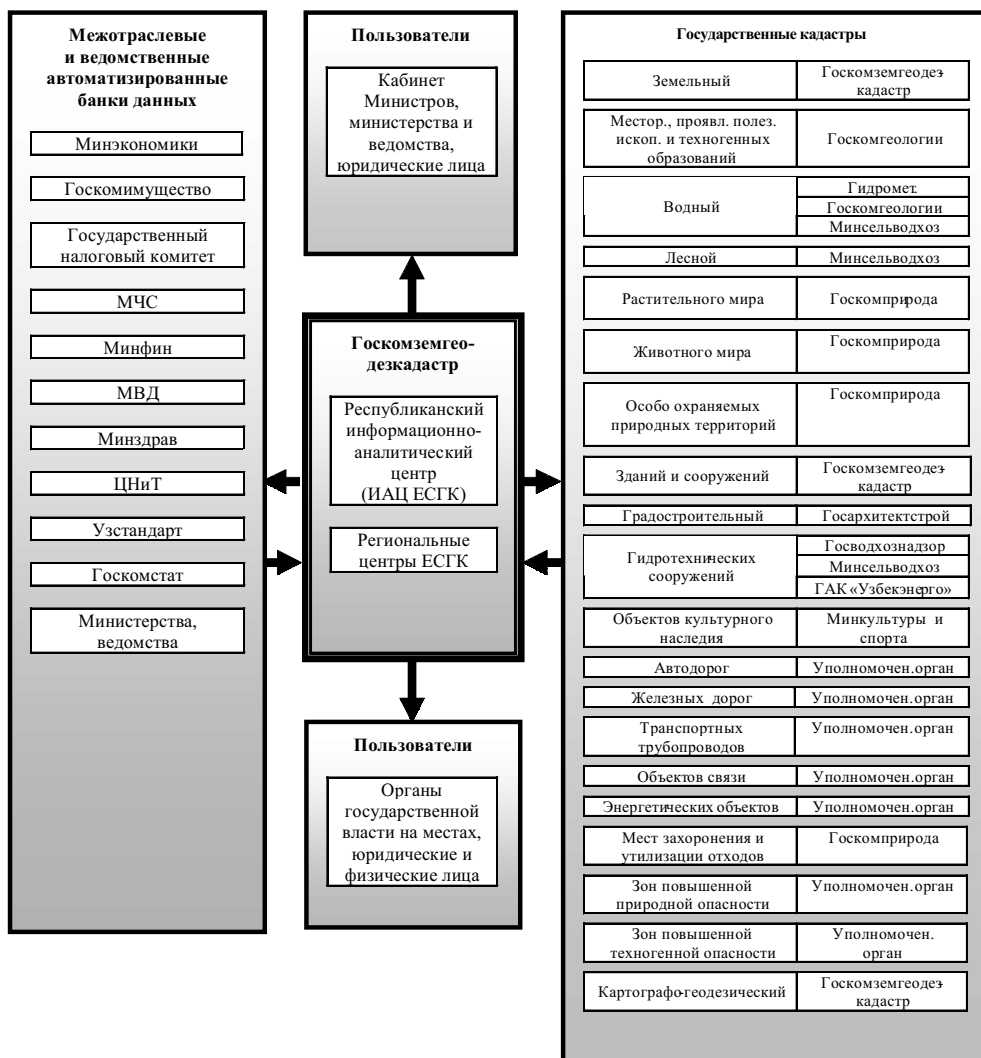 Межотраслевые
и ведомственные
автоматизированные
банки данных
Минэкономики
Госкомимущество
Государственный
налоговый комитет
МЧС
Минфин
МВД
Минздрав
ЦНиТ
Узстандарт
Госкомстат
Министерства,
ведомства
Пользователи
Кабинет
Министров,
министерства и
ведомства,
юридические лица
Госкомземгео-
дезкадастр
Республиканский
информационно-
аналитический
центр
(ИАЦ ЕСГК)
Региональные
центры ЕСГК
Пользователи
Органы
государственной
власти на местах,
юридические и
физические лица
Государственные кадастры
Земельный
Госкомземгеодез-
кадастр
Местор., проявл. полез.
ископ. и техногенных
образований
Госкомгеологии
Водный
Гидромет.
Госкомгеологии
Минсельводхоз
Лесной
Минсельводхоз
Растительного мира
Госкомприрода
Животного мира
Госкомприрода
Особо охраняемых
природных территорий
Госкомприрода
Зданий и сооружений
Госкомземгеодез-
кадастр
Градостроительный
Госархитектстрой
Гидротехнических
сооружений
Госводхознадзор
Минсельводхоз
ГАК «Узбекэнерго»
Объектов культурного
наследия
Минкультуры и
спорта
Автодорог
Уполномочен.орган
Железных дорог
Уполномочен.орган
Транспортных
трубопроводов
Уполномочен.орган
Объектов связи
Уполномочен.орган
Энергетических объектов
Уполномочен.орган
Мест захоронения и
утилизации отходов
Госкомприрода
Зон повышенной
природной опасности
Уполномочен.орган
Зон повышенной
техногенной опасности
Уполномочен.
орган
Картографо-геодезический
Госкомземгеодез-
кадастр